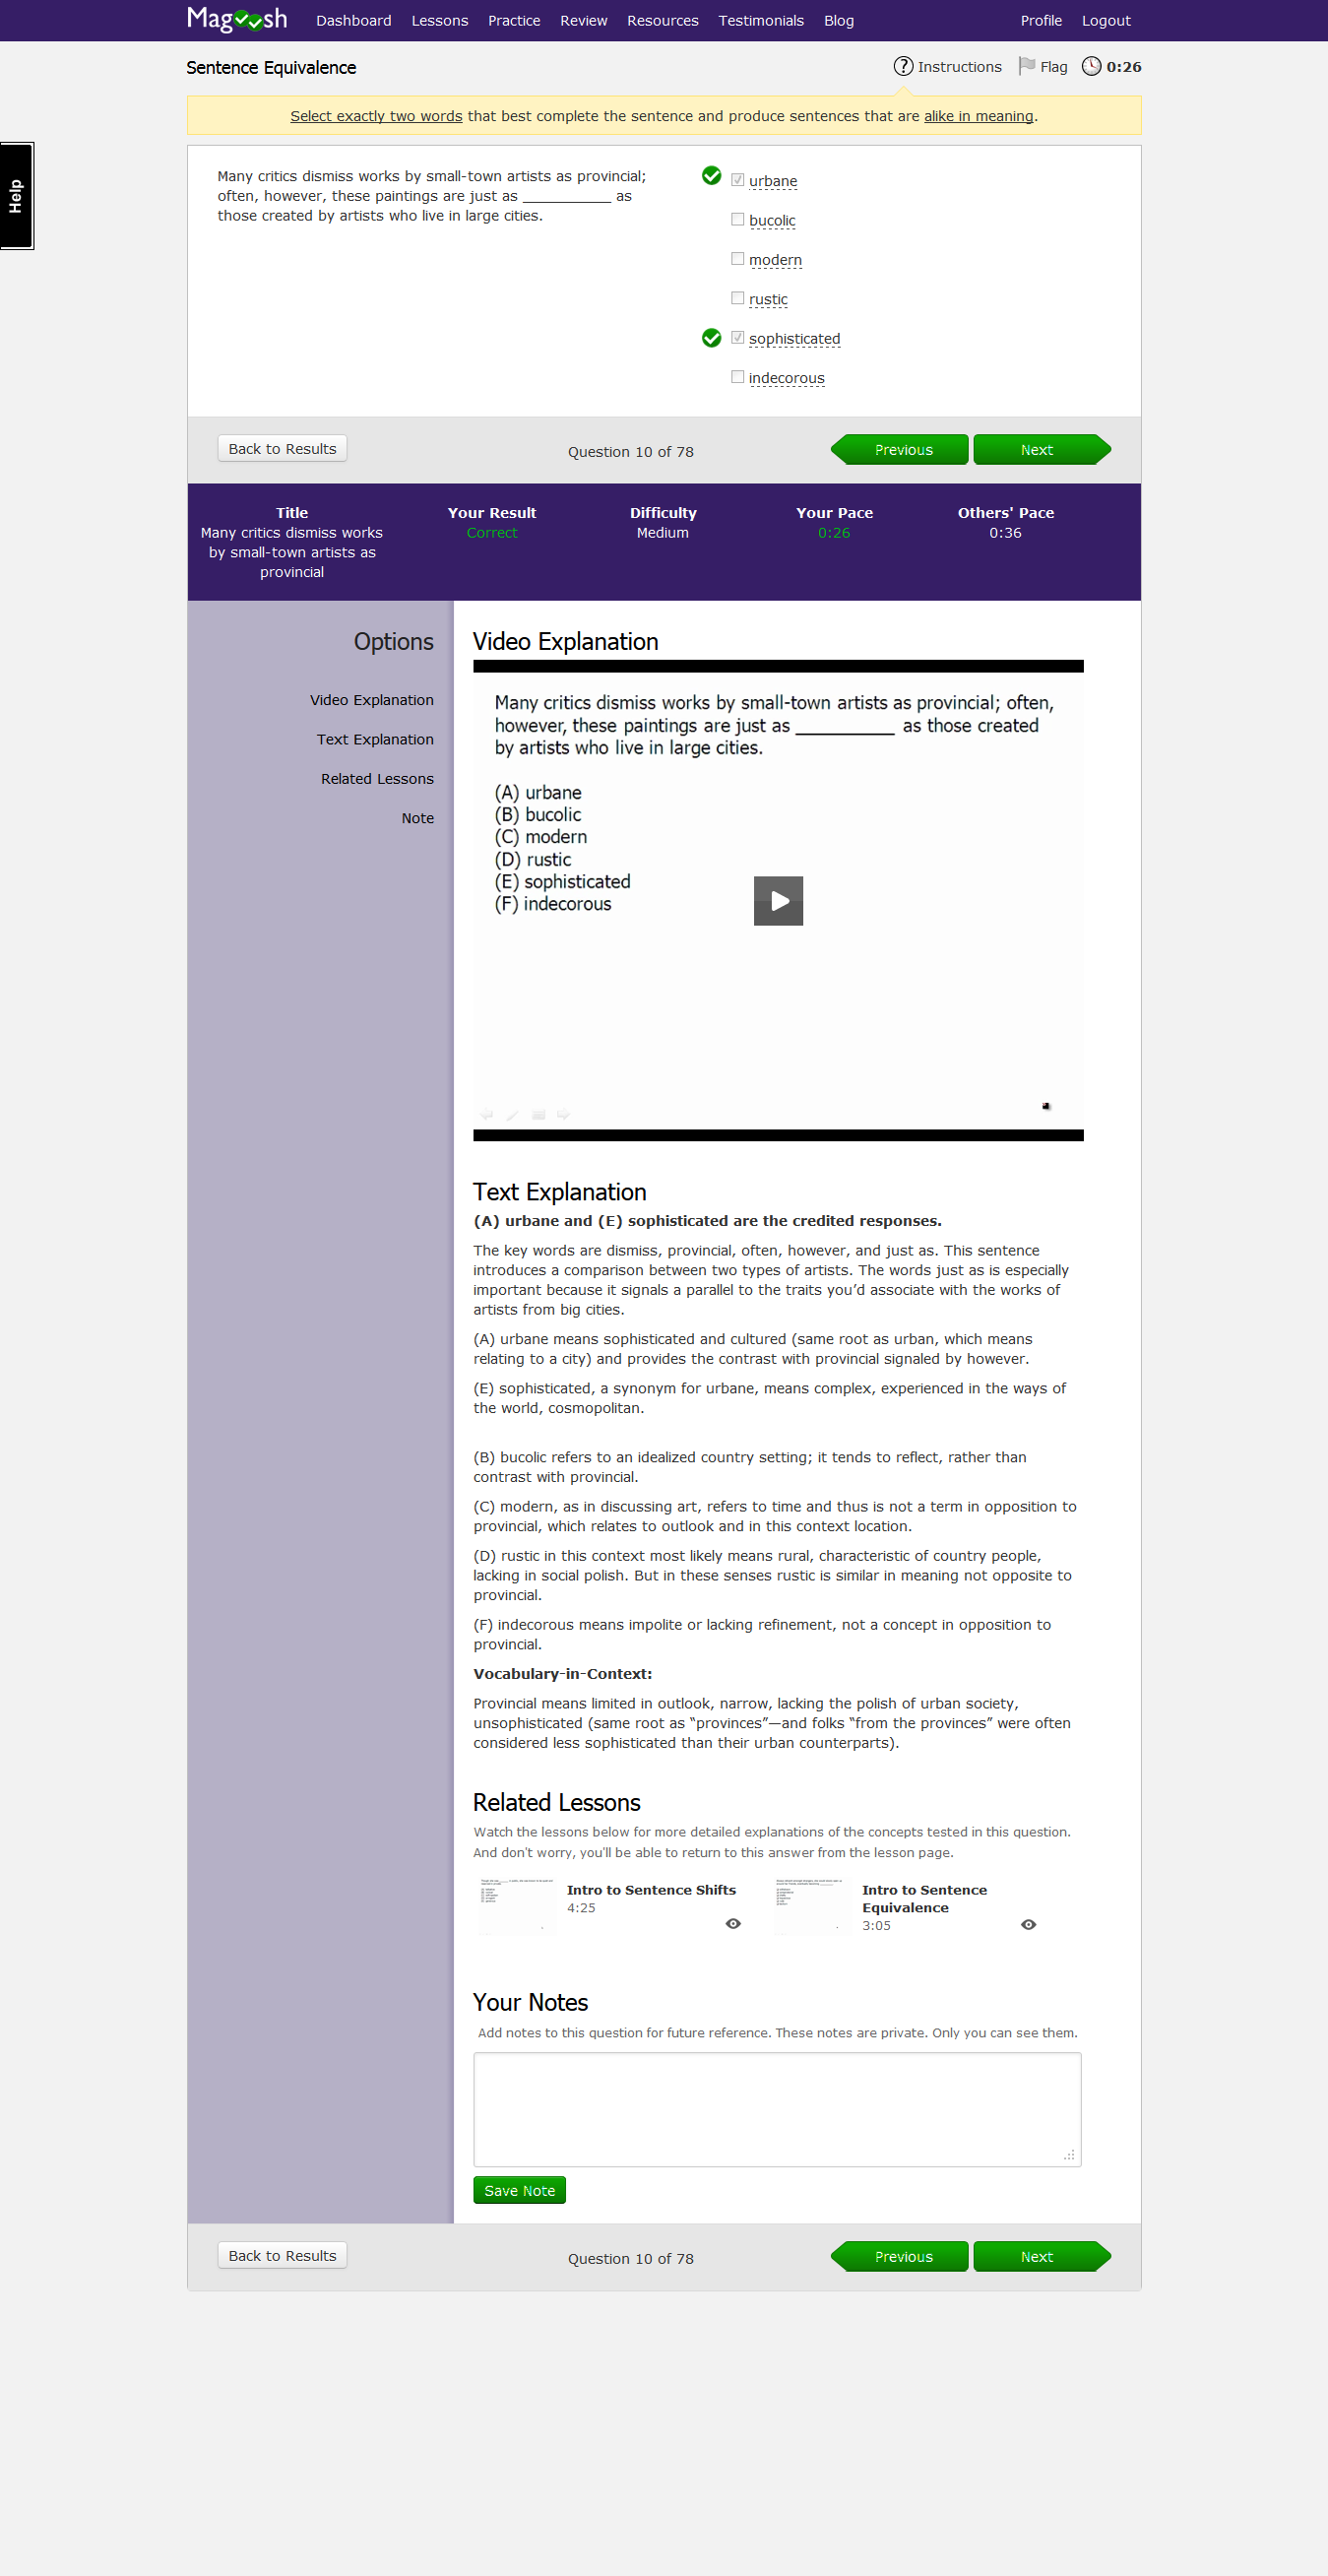 Magoosh Dashboard Lessons Practice Review Resources Testimonials Blog Profile Logout
Sentence Equivalence
Instructions Flag 0:26
Select exactly two words that best complete the sentence and produce sentences that are alike in meaning.
Help
Many critics dismiss works by small-town artists as provincial;
often, however, these paintings are just as ___________ as
those created by artists who live in large cities.
urbane
bucolic
modern
rustic
sophisticated
indecorous
Back to Results Question 10 of 78 Previous Next
Title Your Result Difficulty Your Pace Others' Pace
Many critics dismiss works Correct Medium 0:26 0:36
by small-town artists as
provincial
Options
Video Explanation
Text Explanation
Related Lessons
Note
Video Explanation
Many critics dismiss works by small-town artists as provincial; often,
however, these paintings are just as __________ as those created
by artists who live in large cities.
(A) urbane
(B) bucolic
(C) modern
(D) rustic
(E) sophisticated
(F) indecorous
Text Explanation
(A) urbane and (E) sophisticated are the credited responses.
The key words are dismiss, provincial, often, however, and just as. This sentence
introduces a comparison between two types of artists. The words just as is especially
important because it signals a parallel to the traits you’d associate with the works of
artists from big cities.
(A) urbane means sophisticated and cultured (same root as urban, which means
relating to a city) and provides the contrast with provincial signaled by however.
(E) sophisticated, a synonym for urbane, means complex, experienced in the ways of
the world, cosmopolitan.
(B) bucolic refers to an idealized country setting; it tends to reflect, rather than
contrast with provincial.
(C) modern, as in discussing art, refers to time and thus is not a term in opposition to
provincial, which relates to outlook and in this context location.
(D) rustic in this context most likely means rural, characteristic of country people,
lacking in social polish. But in these senses rustic is similar in meaning not opposite to
provincial.
(F) indecorous means impolite or lacking refinement, not a concept in opposition to
provincial.
Vocabulary-in-Context:
Provincial means limited in outlook, narrow, lacking the polish of urban society,
unsophisticated (same root as “provinces”—and folks “from the provinces” were often
considered less sophisticated than their urban counterparts).
Related Lessons
Watch the lessons below for more detailed explanations of the concepts tested in this question.
And don't worry, you'll be able to return to this answer from the lesson page.
Intro to Sentence Shifts
4:25
Intro to Sentence
Equivalence
3:05
Your Notes
Add notes to this question for future reference. These notes are private. Only you can see them.
Save Note
Back to Results Question 10 of 78 Previous Next